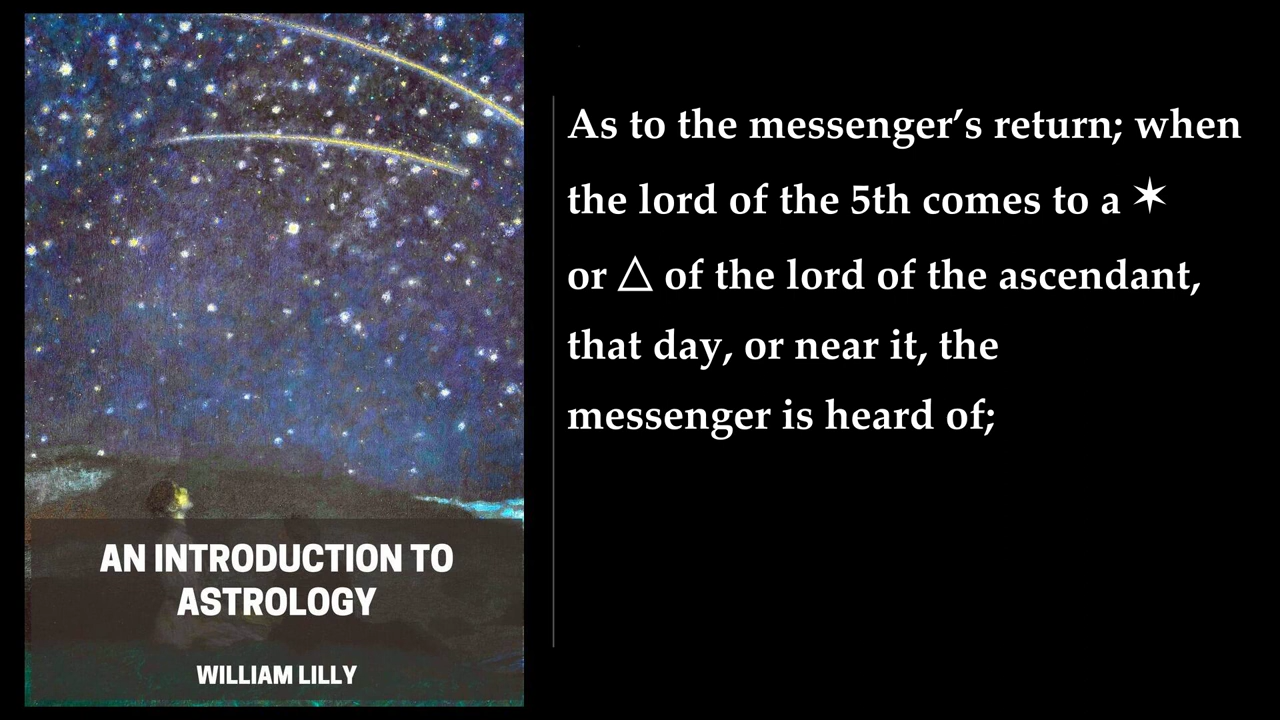 AN INTRODUCTION TO
ASTROLOGY
WILLIAM LILLY
As to the messenger’s return; when
the lord of the 5th comes to a ✶
or △ of the lord of the ascendant,
that day, or near it, the
messenger is heard of;